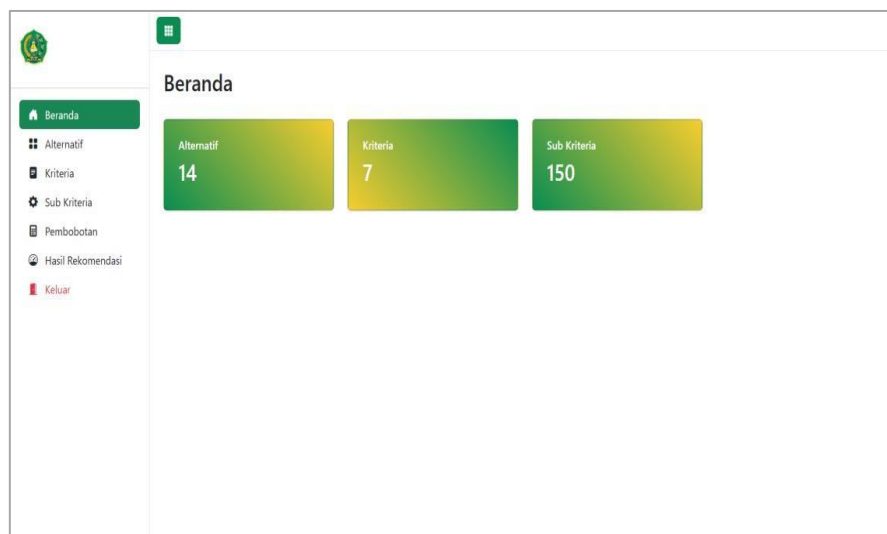 Beranda
Alternatif
Kriteria
Sub Kriteria
Pembobotan
Hasil Rekomendasi
Keluar
Beranda
Alternatif
14
Kriteria
7
Sub Kriteria
150